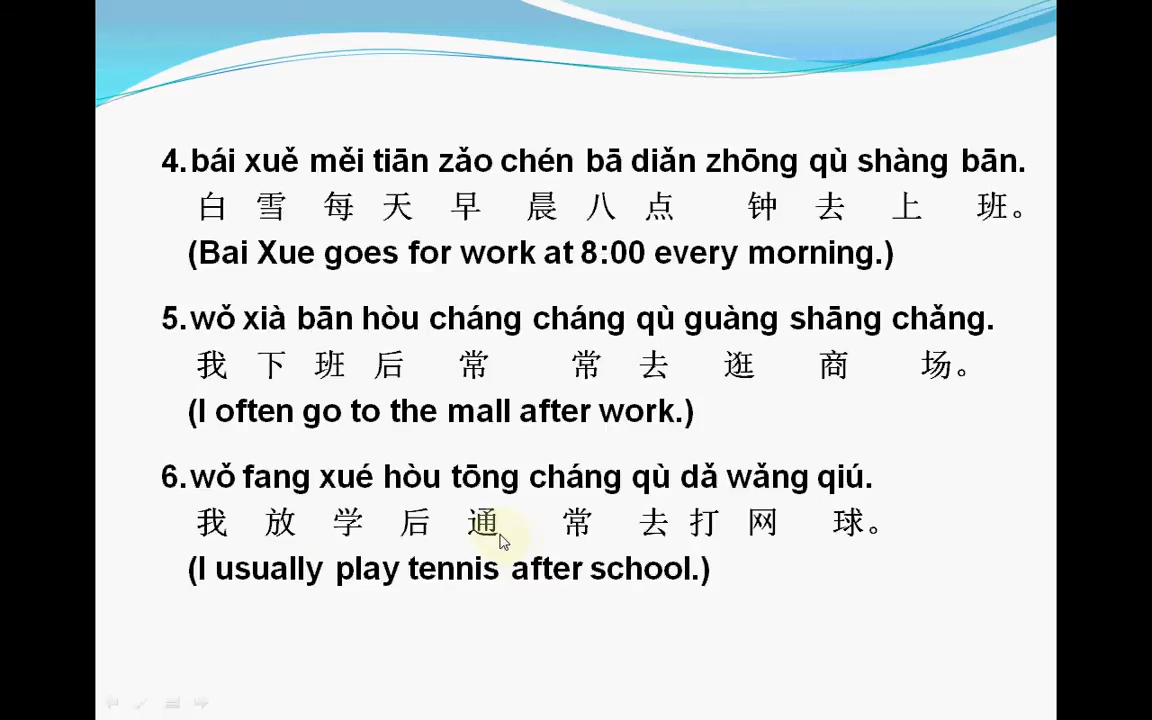 4.bái xuě měi tiān zǎo chén bā diǎn zhōng qù shàng bān.
白 雪 每 天 早 晨 八 点 钟 去 上 班。
(Bai Xue goes for work at 8:00 every morning.)
5.wǒ xià bān hòu cháng cháng qù guàng shāng chǎng.
我 下 班 后 常 常 去 逛 商 场。
(I often go to the mall after work.)
6.wǒ fang xué hòu tōng cháng qù dǎ wǎng qiú.
我 放 学 后 通 常 去 打 网 球。
(I usually play tennis after school.)